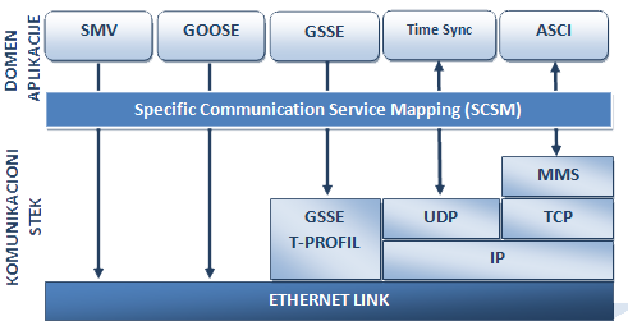 DOMEN
APLIKACIJE
SMV
GOOSE
GSSE
Time Sync
ASCI
Specific Communication Service Mapping (SCSM)
KOMUNIKACIONI
STEK
MMS
GSSE
T-PROFIL
UDP
TCP
IP
ETHERNET LINK